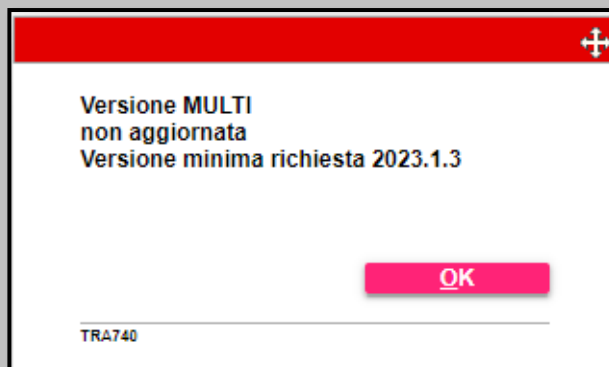 Versione MULTI
non aggiornata
Versione minima richiesta 2023.1.3
OK
TRA740